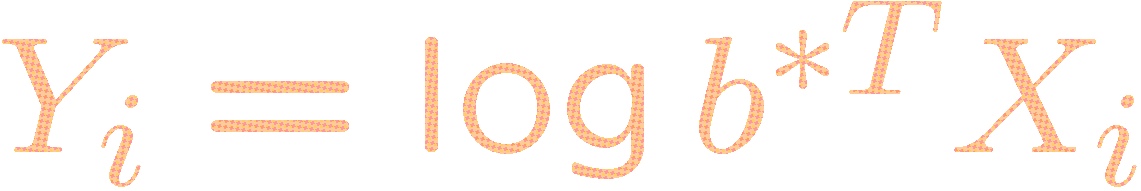 Y_i = log b*^T X_i